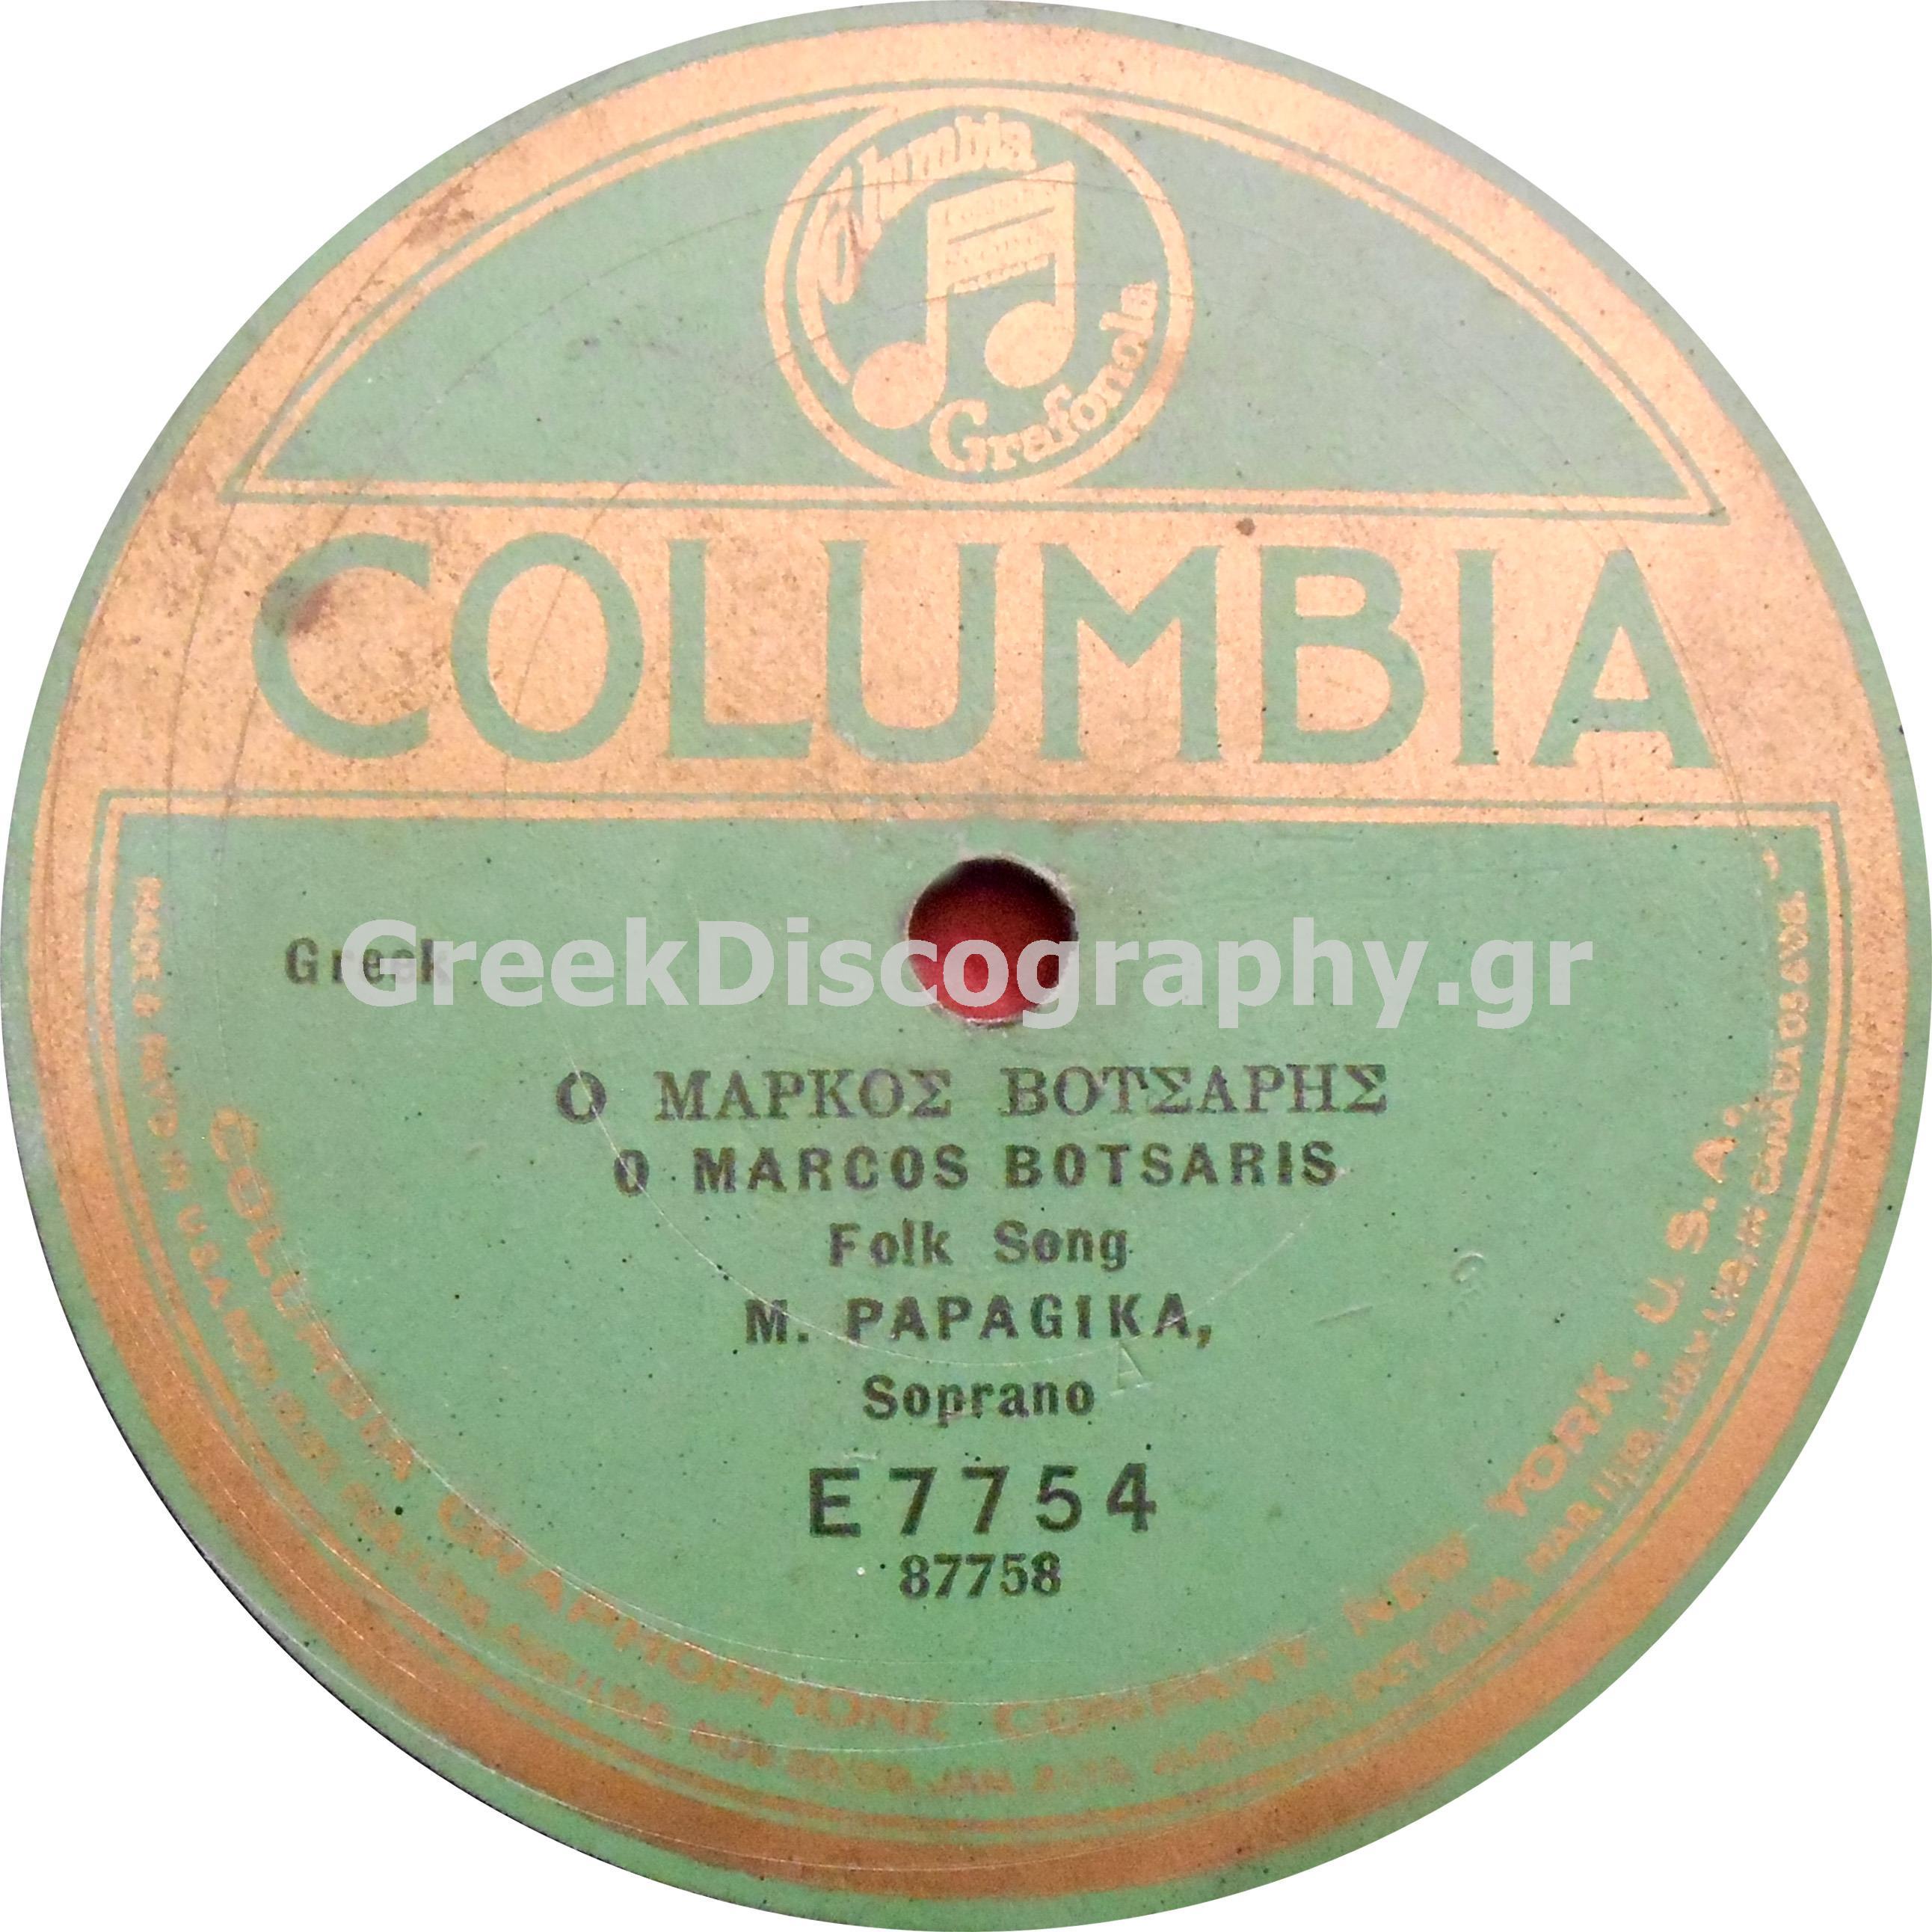 Columbia
Grafonola
COLUMBIA
Greek
GreekDiscography.gr
Ο ΜΑΡΚΟΣ ΒΟΤΣΑΡΗΣ
O MARCOS BOTSARIS
Folk Song
M. PAPAGIKA,
Soprano
E7754
87758
COLUMBIA GRAPHOPHONE COMPANY, NEW YORK, U.S.A.